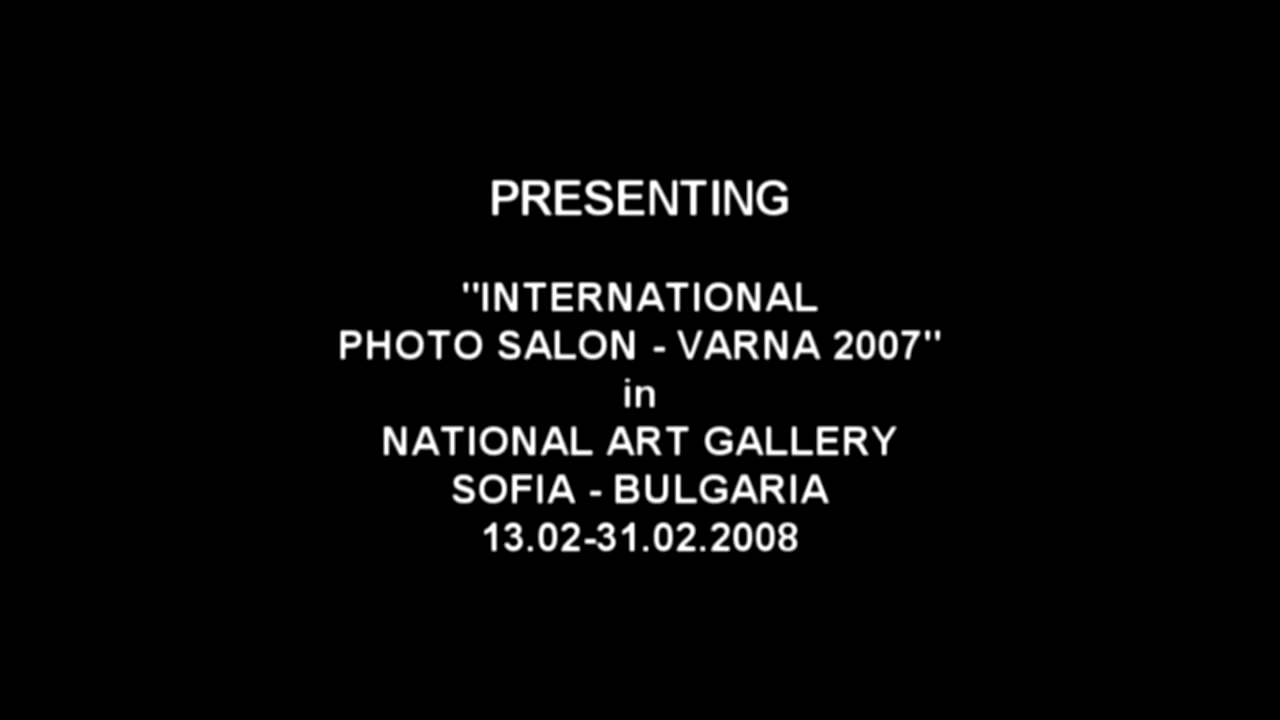 PRESENTING
"INTERNATIONAL
PHOTO SALON - VARNA 2007"
in
NATIONAL ART GALLERY
SOFIA - BULGARIA
13.02-31.02.2008